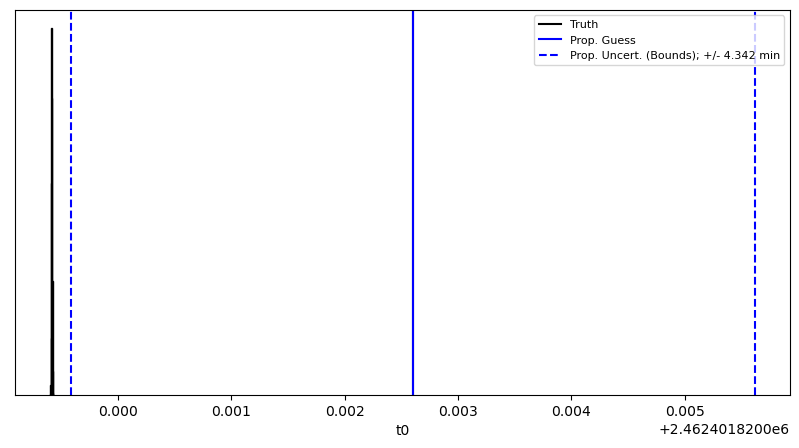 Truth
Prop. Guess
Prop. Uncert. (Bounds); +/- 4.342 min
0.000 0.001 0.002 0.003 0.004 0.005
t0
+2.4624018200e6